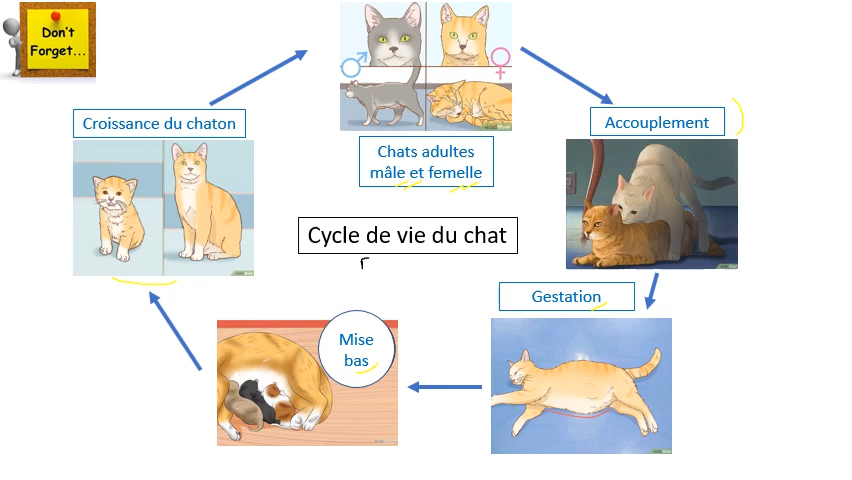 Don't
Forget...
Chats adultes
mâle et femelle
Accouplement
Gestation
Mise
bas
Croissance du chaton
Cycle de vie du chat